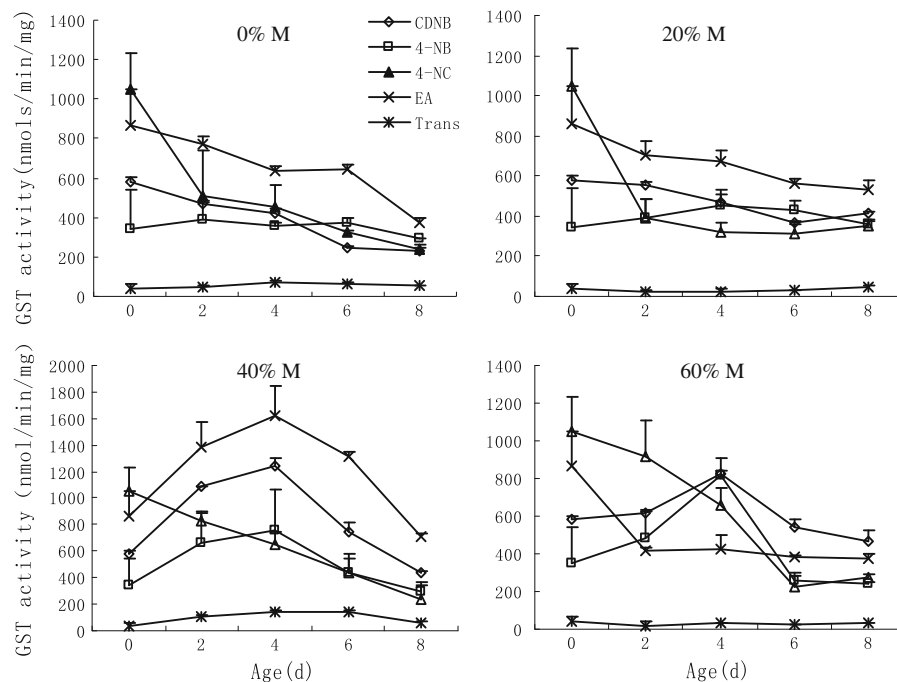 GST activity(nmols/min/mg)
1400
1200
1000
800
600
400
200
0
0% M
CDNB
4-NB
4-NC
EA
Trans
0 2 4 6 8
1400
1200
1000
800
600
400
200
0
20% M
0 2 4 6 8
GST activity (nmol/min/mg)
2000
1800
1600
1400
1200
1000
800
600
400
200
0
40% M
0 2 4 6 8
Age(d)
1400
1200
1000
800
600
400
200
0
60% M
0 2 4 6 8
Age(d)